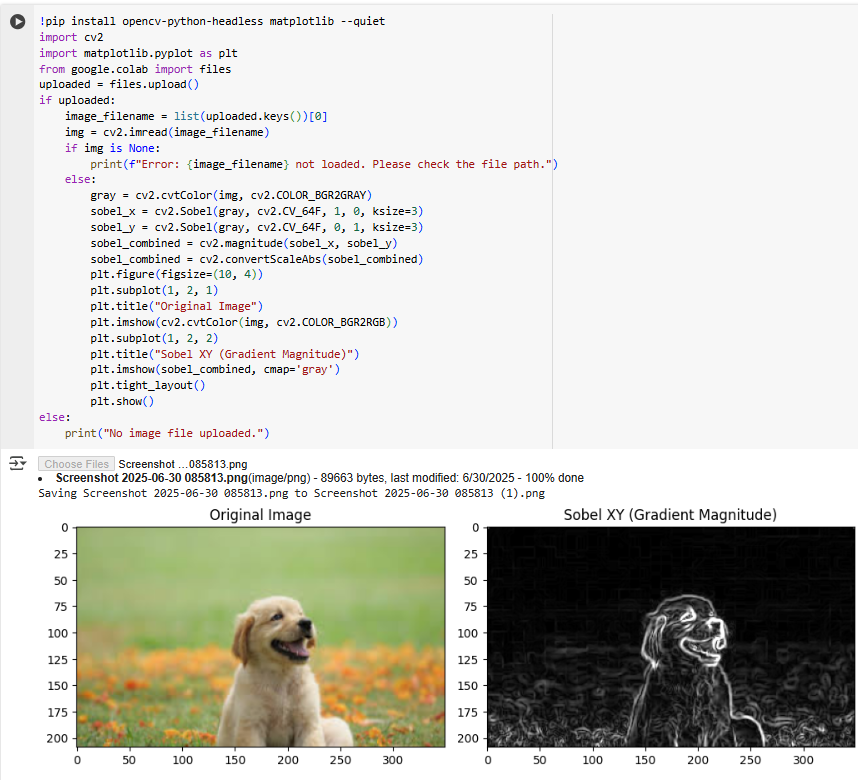 !pip install opencv-python-headless matplotlib --quiet
import cv2
import matplotlib.pyplot as plt
from google.colab import files
uploaded = files.upload()
if uploaded:
    image_filename = list(uploaded.keys())[0]
    img = cv2.imread(image_filename)
    if img is None:
        print(f"Error: {image_filename} not loaded. Please check the file path.")
    else:
        gray = cv2.cvtColor(img, cv2.COLOR_BGR2GRAY)
        sobel_x = cv2.Sobel(gray, cv2.CV_64F, 1, 0, ksize=3)
        sobel_y = cv2.Sobel(gray, cv2.CV_64F, 0, 1, ksize=3)
        sobel_combined = cv2.magnitude(sobel_x, sobel_y)
        sobel_combined = cv2.convertScaleAbs(sobel_combined)
        plt.figure(figsize=(10, 4))
        plt.subplot(1, 2, 1)
        plt.title("Original Image")
        plt.imshow(cv2.cvtColor(img, cv2.COLOR_BGR2RGB))
        plt.subplot(1, 2, 2)
        plt.title("Sobel XY (Gradient Magnitude)")
        plt.imshow(sobel_combined, cmap='gray')
        plt.tight_layout()
        plt.show()
else:
    print("No image file uploaded.")
Choose Files Screenshot ...085813.png
• Screenshot 2025-06-30 085813.png(image/png) - 89663 bytes, last modified: 6/30/2025 - 100% done
Saving Screenshot 2025-06-30 085813.png to Screenshot 2025-06-30 085813 (1).png
Original Image
0
25
50
75
100
125
150
175
200
0 50 100 150 200 250 300
Sobel XY (Gradient Magnitude)
0
25
50
75
100
125
150
175
200
0 50 100 150 200 250 300